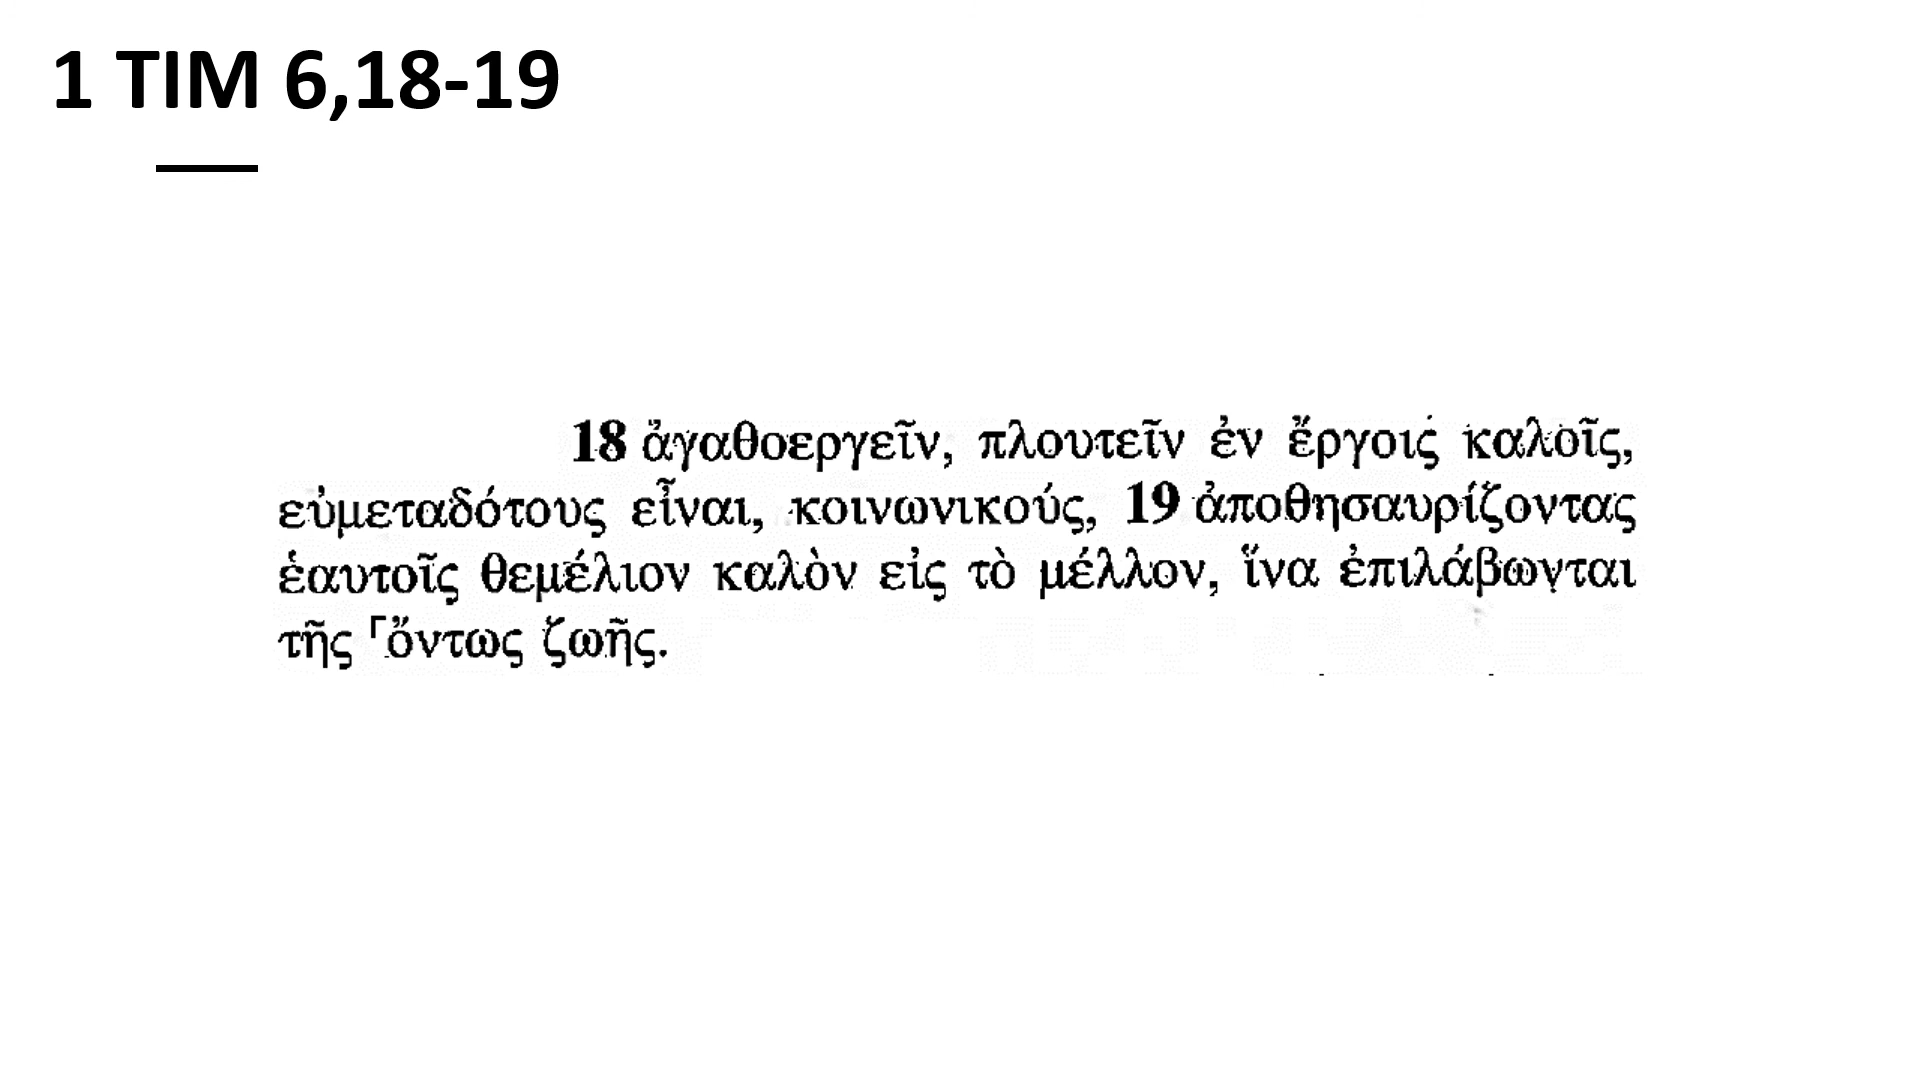 1 TIM 6,18-19
18 ἀγαθοεργεῖν, πλουτεῖν ἐν ἔργοις καλοῖς,
εὐμεταδότους εἶναι, κοινωνικούς, 19 ἀποθησαυρίζοντας
ἑαυτοῖς θεμέλιον καλὸν εἰς τὸ μέλλον, ἵνα ἐπιλάβωνται
τῆς ⸀ὄντως ζωῆς.